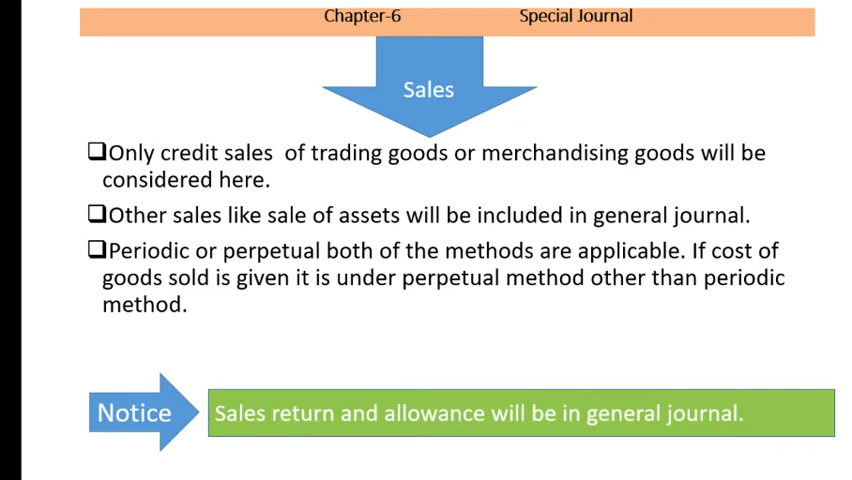 Chapter-6 Special Journal
Sales
❑Only credit sales of trading goods or merchandising goods will be
considered here.
❑Other sales like sale of assets will be included in general journal.
❑Periodic or perpetual both of the methods are applicable. If cost of
goods sold is given it is under perpetual method other than periodic
method.
Notice Sales return and allowance will be in general journal.